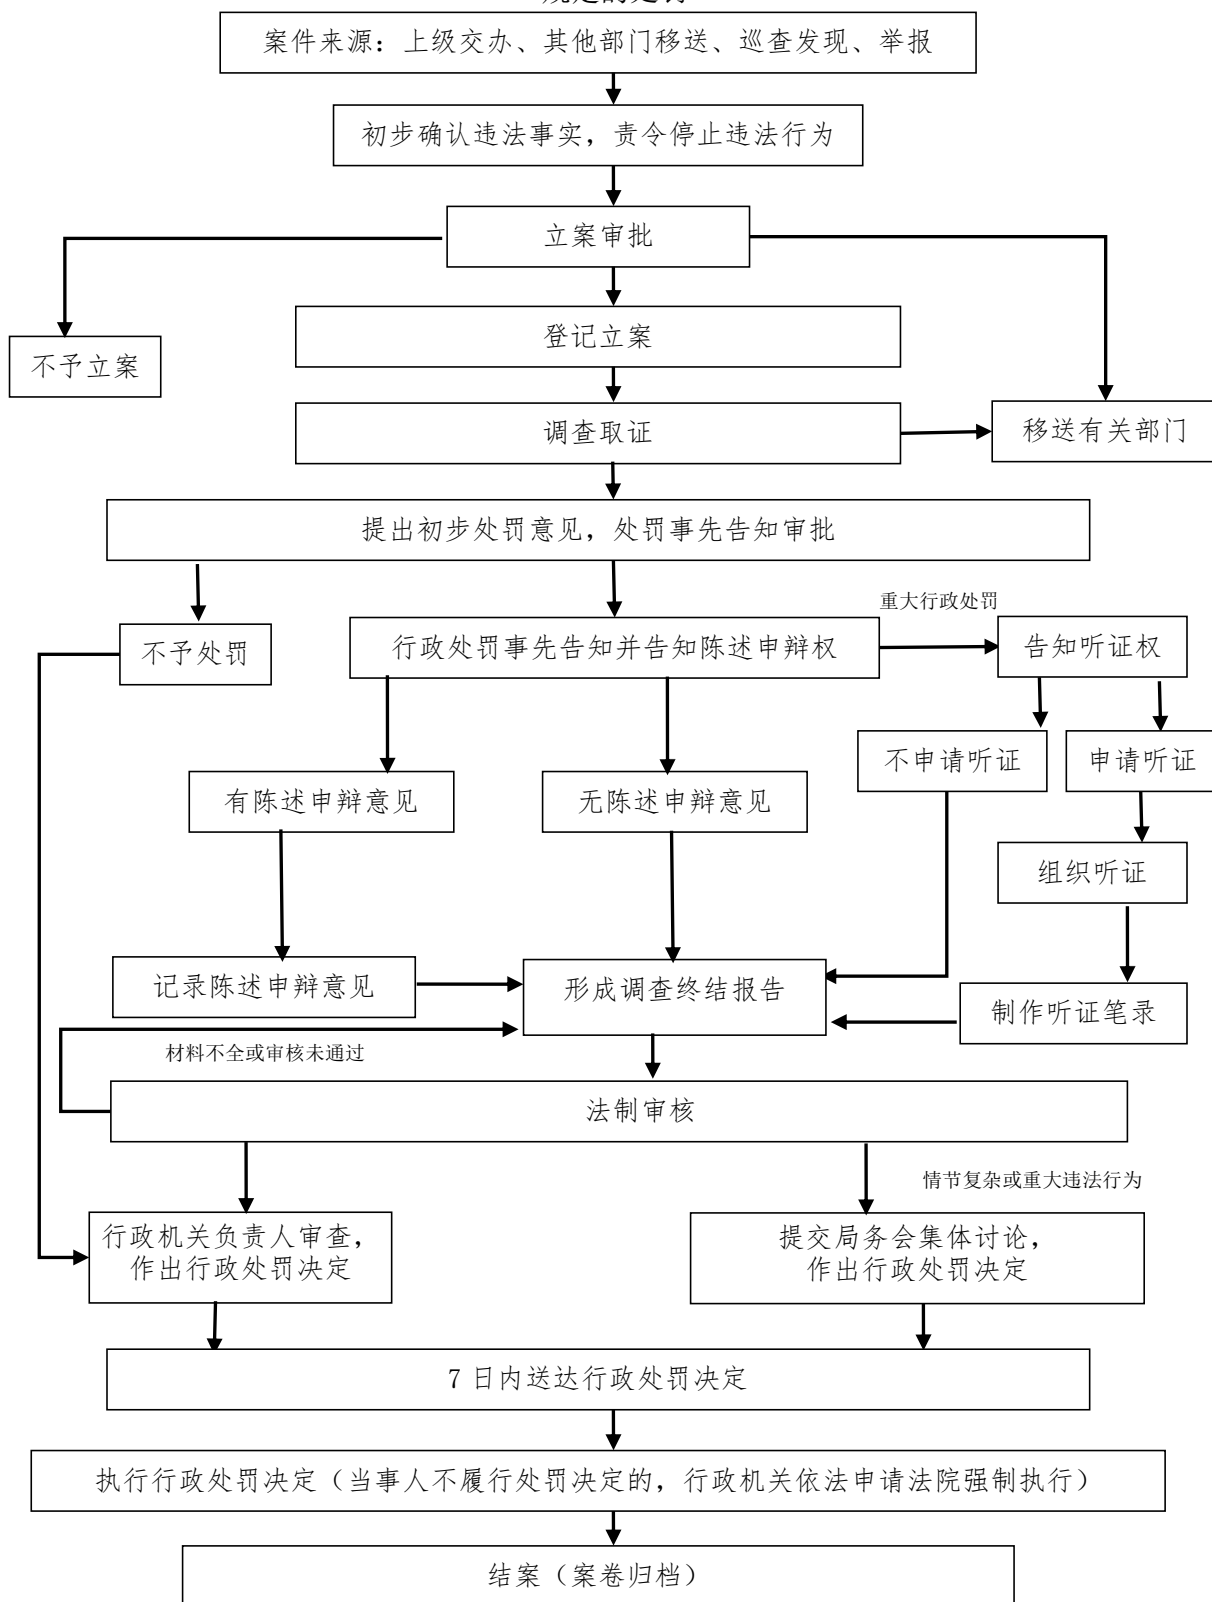 规定的处罚
案件来源：上级交办、其他部门移送、巡查发现、举报
初步确认违法事实，责令停止违法行为
立案审批
登记立案
不予立案
调查取证
移送有关部门
提出初步处罚意见，处罚事先告知审批
重大行政处罚
不予处罚
行政处罚事先告知并告知陈述申辩权
告知听证权
不申请听证
申请听证
有陈述申辩意见
无陈述申辩意见
组织听证
记录陈述申辩意见
形成调查终结报告
制作听证笔录
材料不全或审核未通过
法制审核
情节复杂或重大违法行为
行政机关负责人审查，
作出行政处罚决定
提交局务会集体讨论，
作出行政处罚决定
7 日内送达行政处罚决定
执行行政处罚决定（当事人不履行处罚决定的，行政机关依法申请法院强制执行）
结案（案卷归档）